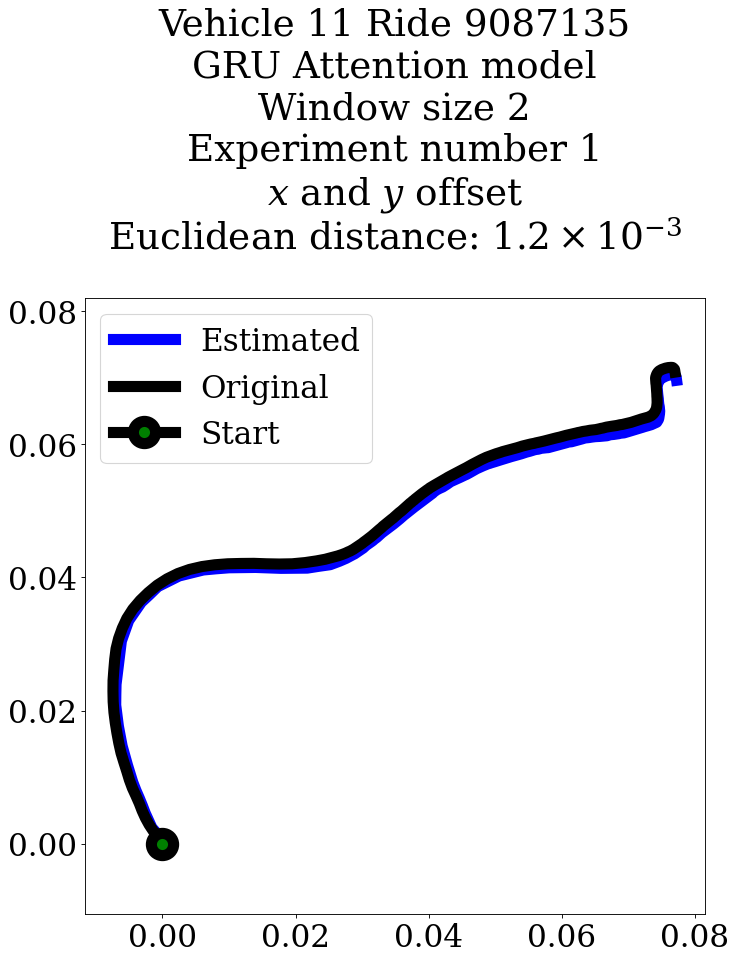 Vehicle 11 Ride 9087135
GRU Attention model
Window size 2
Experiment number 1
x and y offset
Euclidean distance: 1.2 × 10⁻³
0.08
0.06
0.04
0.02
0.00
Estimated
Original
Start
0.00 0.02 0.04 0.06 0.08